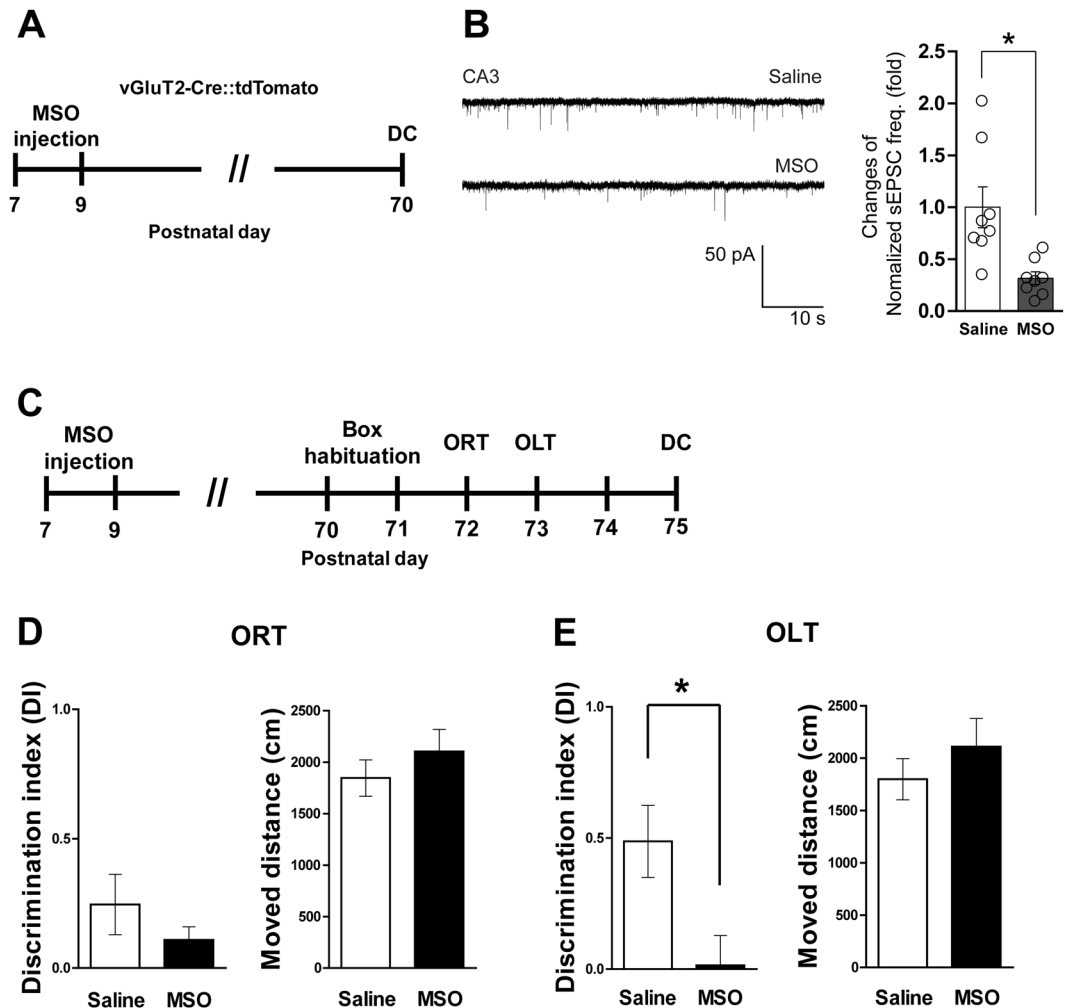 A
vGluT2-Cre::tdTomato
MSO
injection
DC
//
7
9
70
Postnatal day
B
CA3
Saline
MSO
50 pA
10 s
Changes of
Nomalized sEPSC freq. (fold)
2.5
2.0
1.5
1.0
0.5
0.0
*
Saline
MSO
C
MSO
injection
Box
habituation
ORT
OLT
DC
//
7
9
70
71
72
73
74
75
Postnatal day
D
ORT
Discrimination index (DI)
1.0
0.5
0.0
Saline
MSO
Moved distance (cm)
2500
2000
1500
1000
500
0
Saline
MSO
E
OLT
Discrimination index (DI)
1.0
0.5
0.0
*
Saline
MSO
Moved distance (cm)
2500
2000
1500
1000
500
0
Saline
MSO